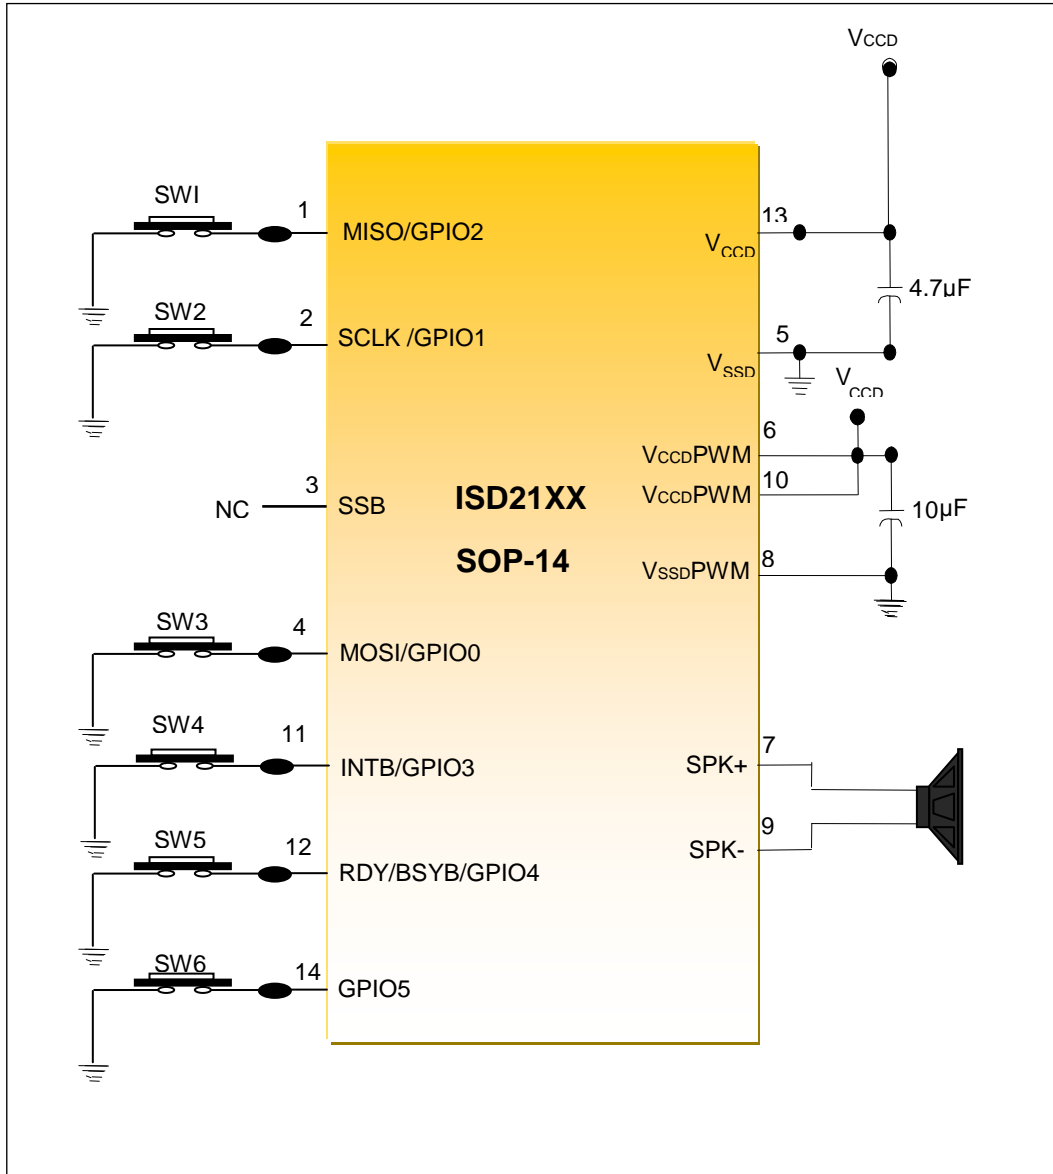 VCCD
SWI
1
MISO/GPIO2
13
VCCD
4.7µF
SW2
2
SCLK /GPIO1
5
VSSD
VCCD
6
VCCDPWM
10
VCCDPWM
10µF
NC
3
SSB
ISD21XX
SOP-14
8
VSSDPWM
SW3
4
MOSI/GPIO0
SW4
11
INTB/GPIO3
7
SPK+
SW5
12
RDY/BSYB/GPIO4
9
SPK-
SW6
14
GPIO5